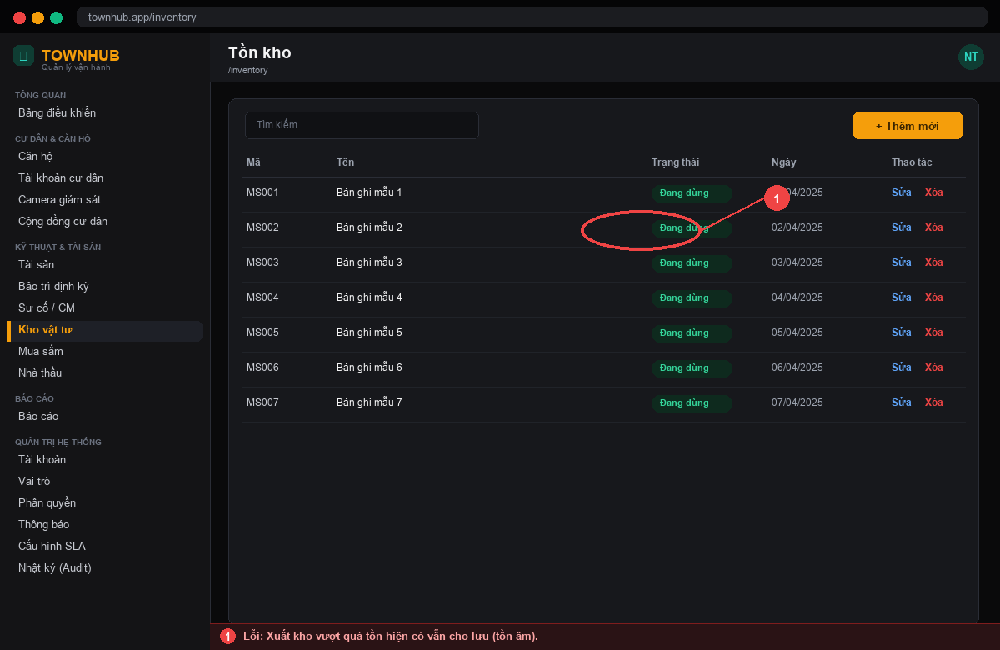 townhub.app/inventory
TOWNHUB
Quản lý vận hành
TỔNG QUAN
Bảng điều khiển
CƯ DÂN & CĂN HỘ
Căn hộ
Tài khoản cư dân
Camera giám sát
Cộng đồng cư dân
KỸ THUẬT & TÀI SẢN
Tài sản
Bảo trì định kỳ
Sự cố / CM
Kho vật tư
Mua sắm
Nhà thầu
BÁO CÁO
Báo cáo
QUẢN TRỊ HỆ THỐNG
Tài khoản
Vai trò
Phân quyền
Thông báo
Cấu hình SLA
Nhật ký (Audit)
Tồn kho
/inventory
NT
Tìm kiếm...
+ Thêm mới
Mã Tên Trạng thái Ngày Thao tác
MS001 Bản ghi mẫu 1 Đang dùng 04/2025 Sửa Xóa
1
MS002 Bản ghi mẫu 2 Đang dùng 02/04/2025 Sửa Xóa
MS003 Bản ghi mẫu 3 Đang dùng 03/04/2025 Sửa Xóa
MS004 Bản ghi mẫu 4 Đang dùng 04/04/2025 Sửa Xóa
MS005 Bản ghi mẫu 5 Đang dùng 05/04/2025 Sửa Xóa
MS006 Bản ghi mẫu 6 Đang dùng 06/04/2025 Sửa Xóa
MS007 Bản ghi mẫu 7 Đang dùng 07/04/2025 Sửa Xóa
1 Lỗi: Xuất kho vượt quá tồn hiện có vẫn cho lưu (tồn âm).